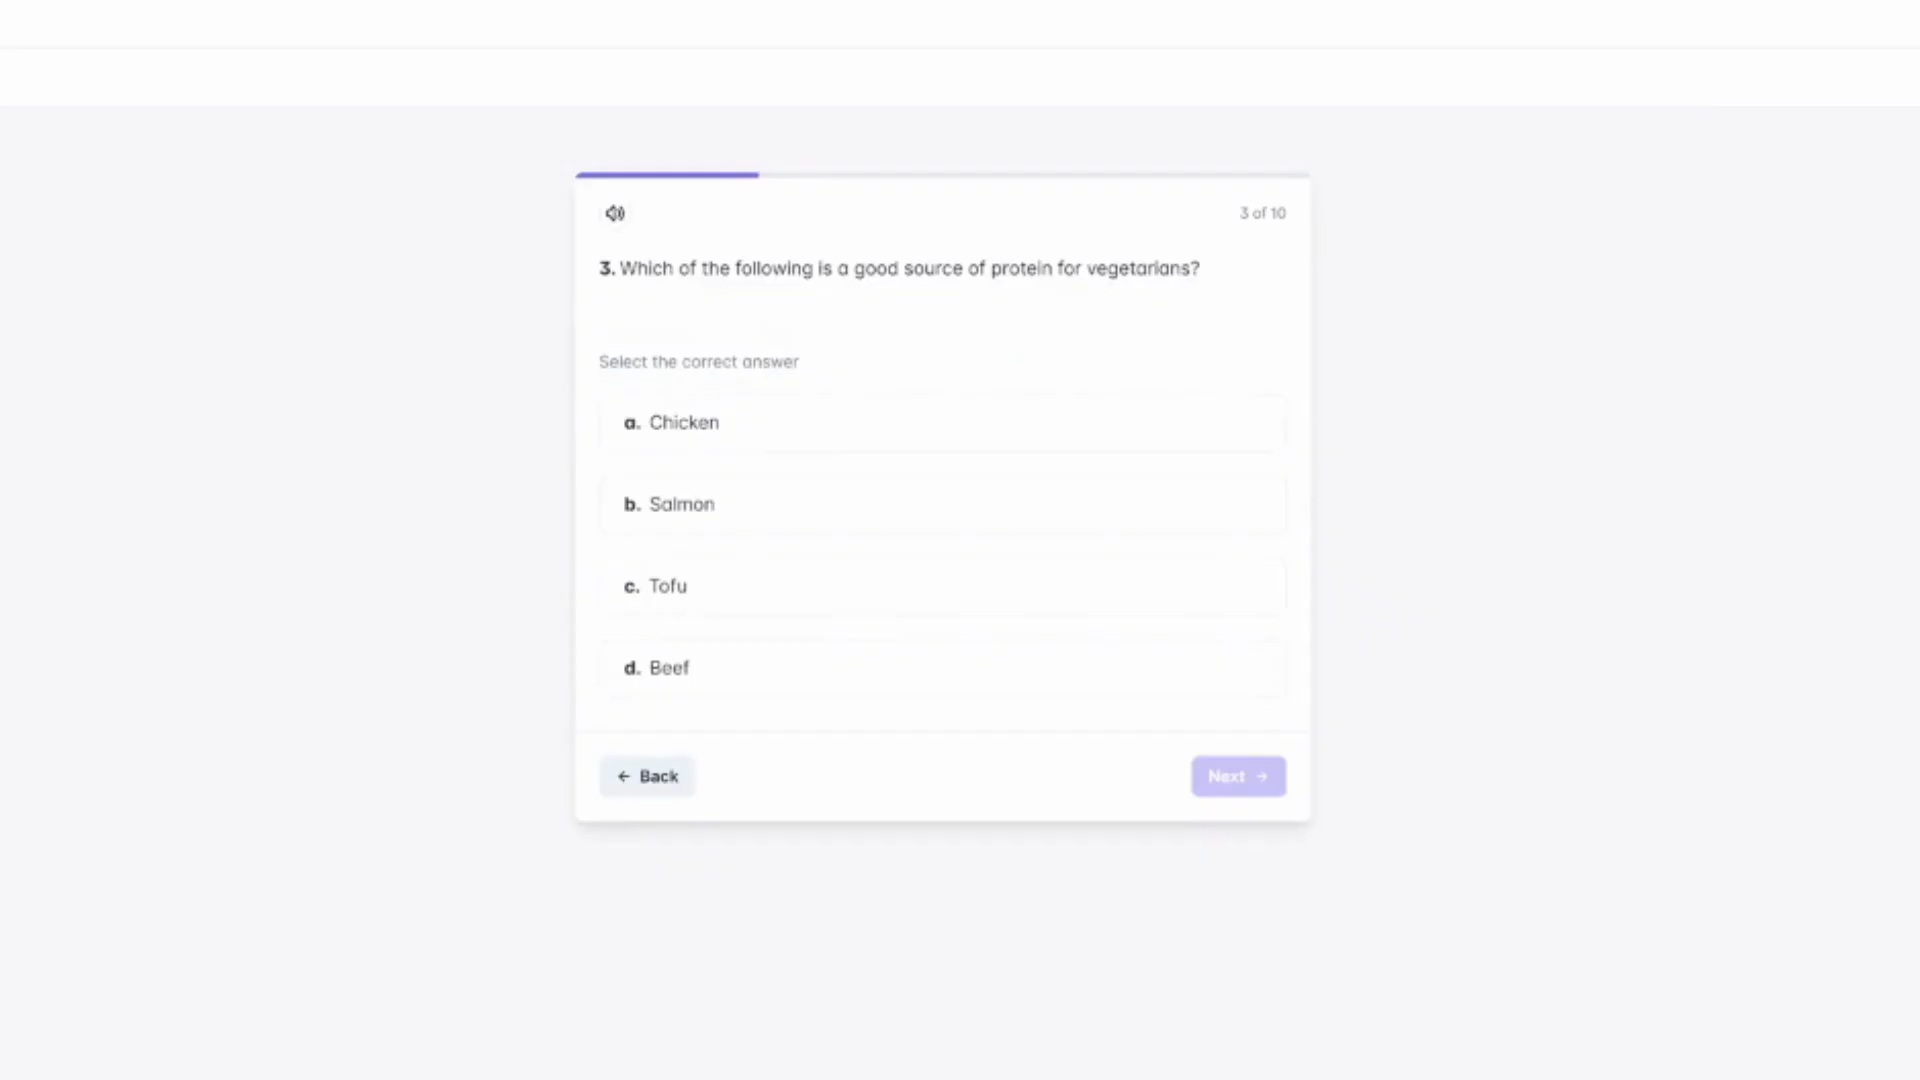 3 of 10
3. Which of the following is a good source of protein for vegetarians?
Select the correct answer
a. Chicken
b. Salmon
c. Tofu
d. Beef
← Back
Next →